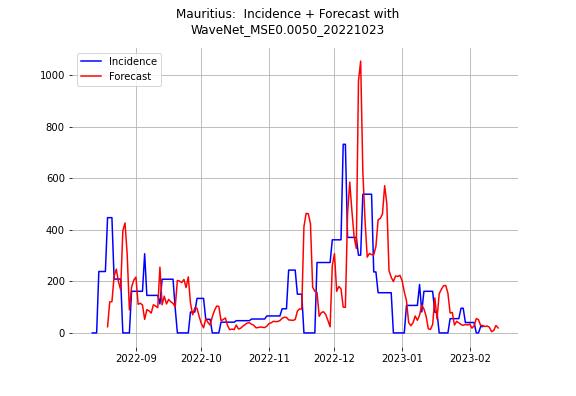 Mauritius:  Incidence + Forecast with
WaveNet_MSE0.0050_20221023
Incidence
Forecast
1000
800
600
400
200
0
2022-09 2022-10 2022-11 2022-12 2023-01 2023-02